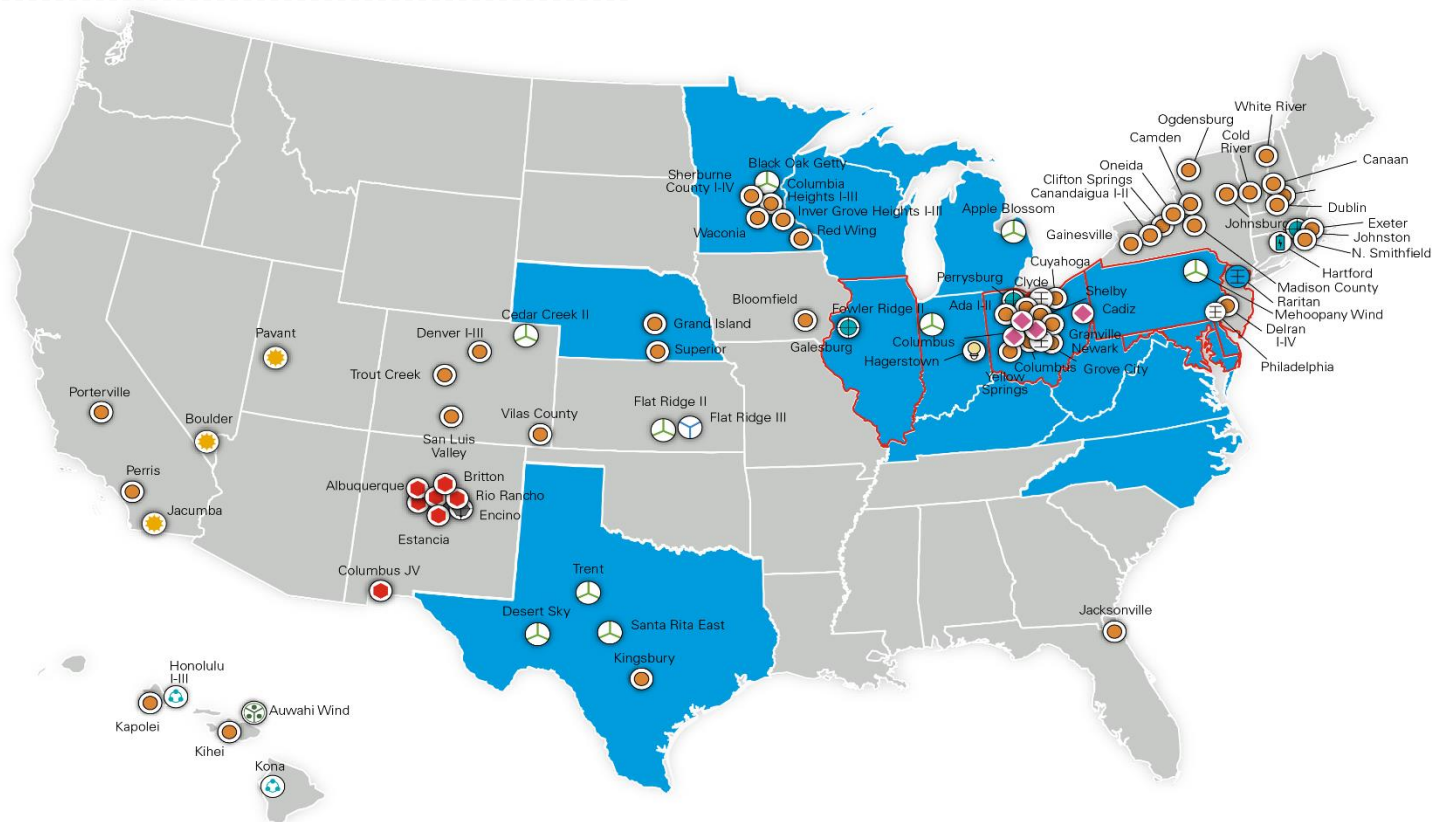 White River
Ogdensburg
Camden
Cold
River
Oneida
Clifton Springs
Canandaigua I-II
Canaan
Dublin
Johnsburg
Gainesville
Exeter
Johnston
N. Smithfield
Hartford
Madison County
Raritan
Mehoopany Wind
Delran
I-IV
Philadelphia
Black Oak Getty
Sherburne
County I-IV
Columbia
Heights I-III
Inver Grove Heights I-III
Waconia
Red Wing
Apple Blossom
Cuyahoga
Perrysburg
Clyde
Shelby
Ada I-II
Cadiz
Bloomfield
Fowler Ridge II
Galesburg
Columbus
Hagerstown
Granville
Newark
Columbus
Grove City
Yellow
Springs
Cedar Creek II
Grand Island
Superior
Pavant
Denver I-III
Trout Creek
Porterville
Boulder
San Luis
Valley
Vilas County
Flat Ridge II
Flat Ridge III
Perris
Jacumba
Albuquerque
Britton
Rio Rancho
Encino
Estancia
Columbus JV
Trent
Desert Sky
Santa Rita East
Kingsbury
Jacksonville
Honolulu
I-III
Kapolei
Auwahi Wind
Kihei
Kona